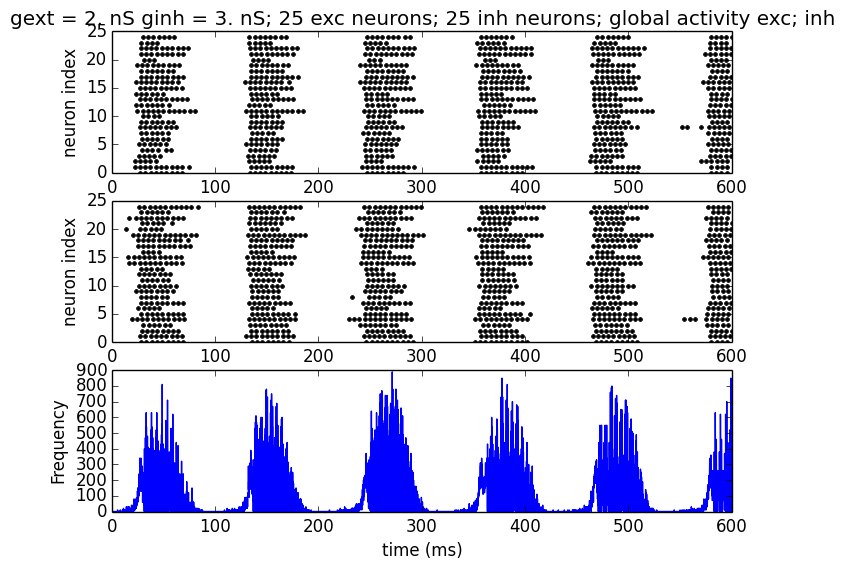 gext = 2. nS ginh = 3. nS; 25 exc neurons; 25 inh neurons; global activity exc; inh
25
20
15
10
5
0
neuron index
0 100 200 300 400 500 600
25
20
15
10
5
0
neuron index
0 100 200 300 400 500 600
900
800
700
600
500
400
300
200
100
0
Frequency
0 100 200 300 400 500 600
time (ms)